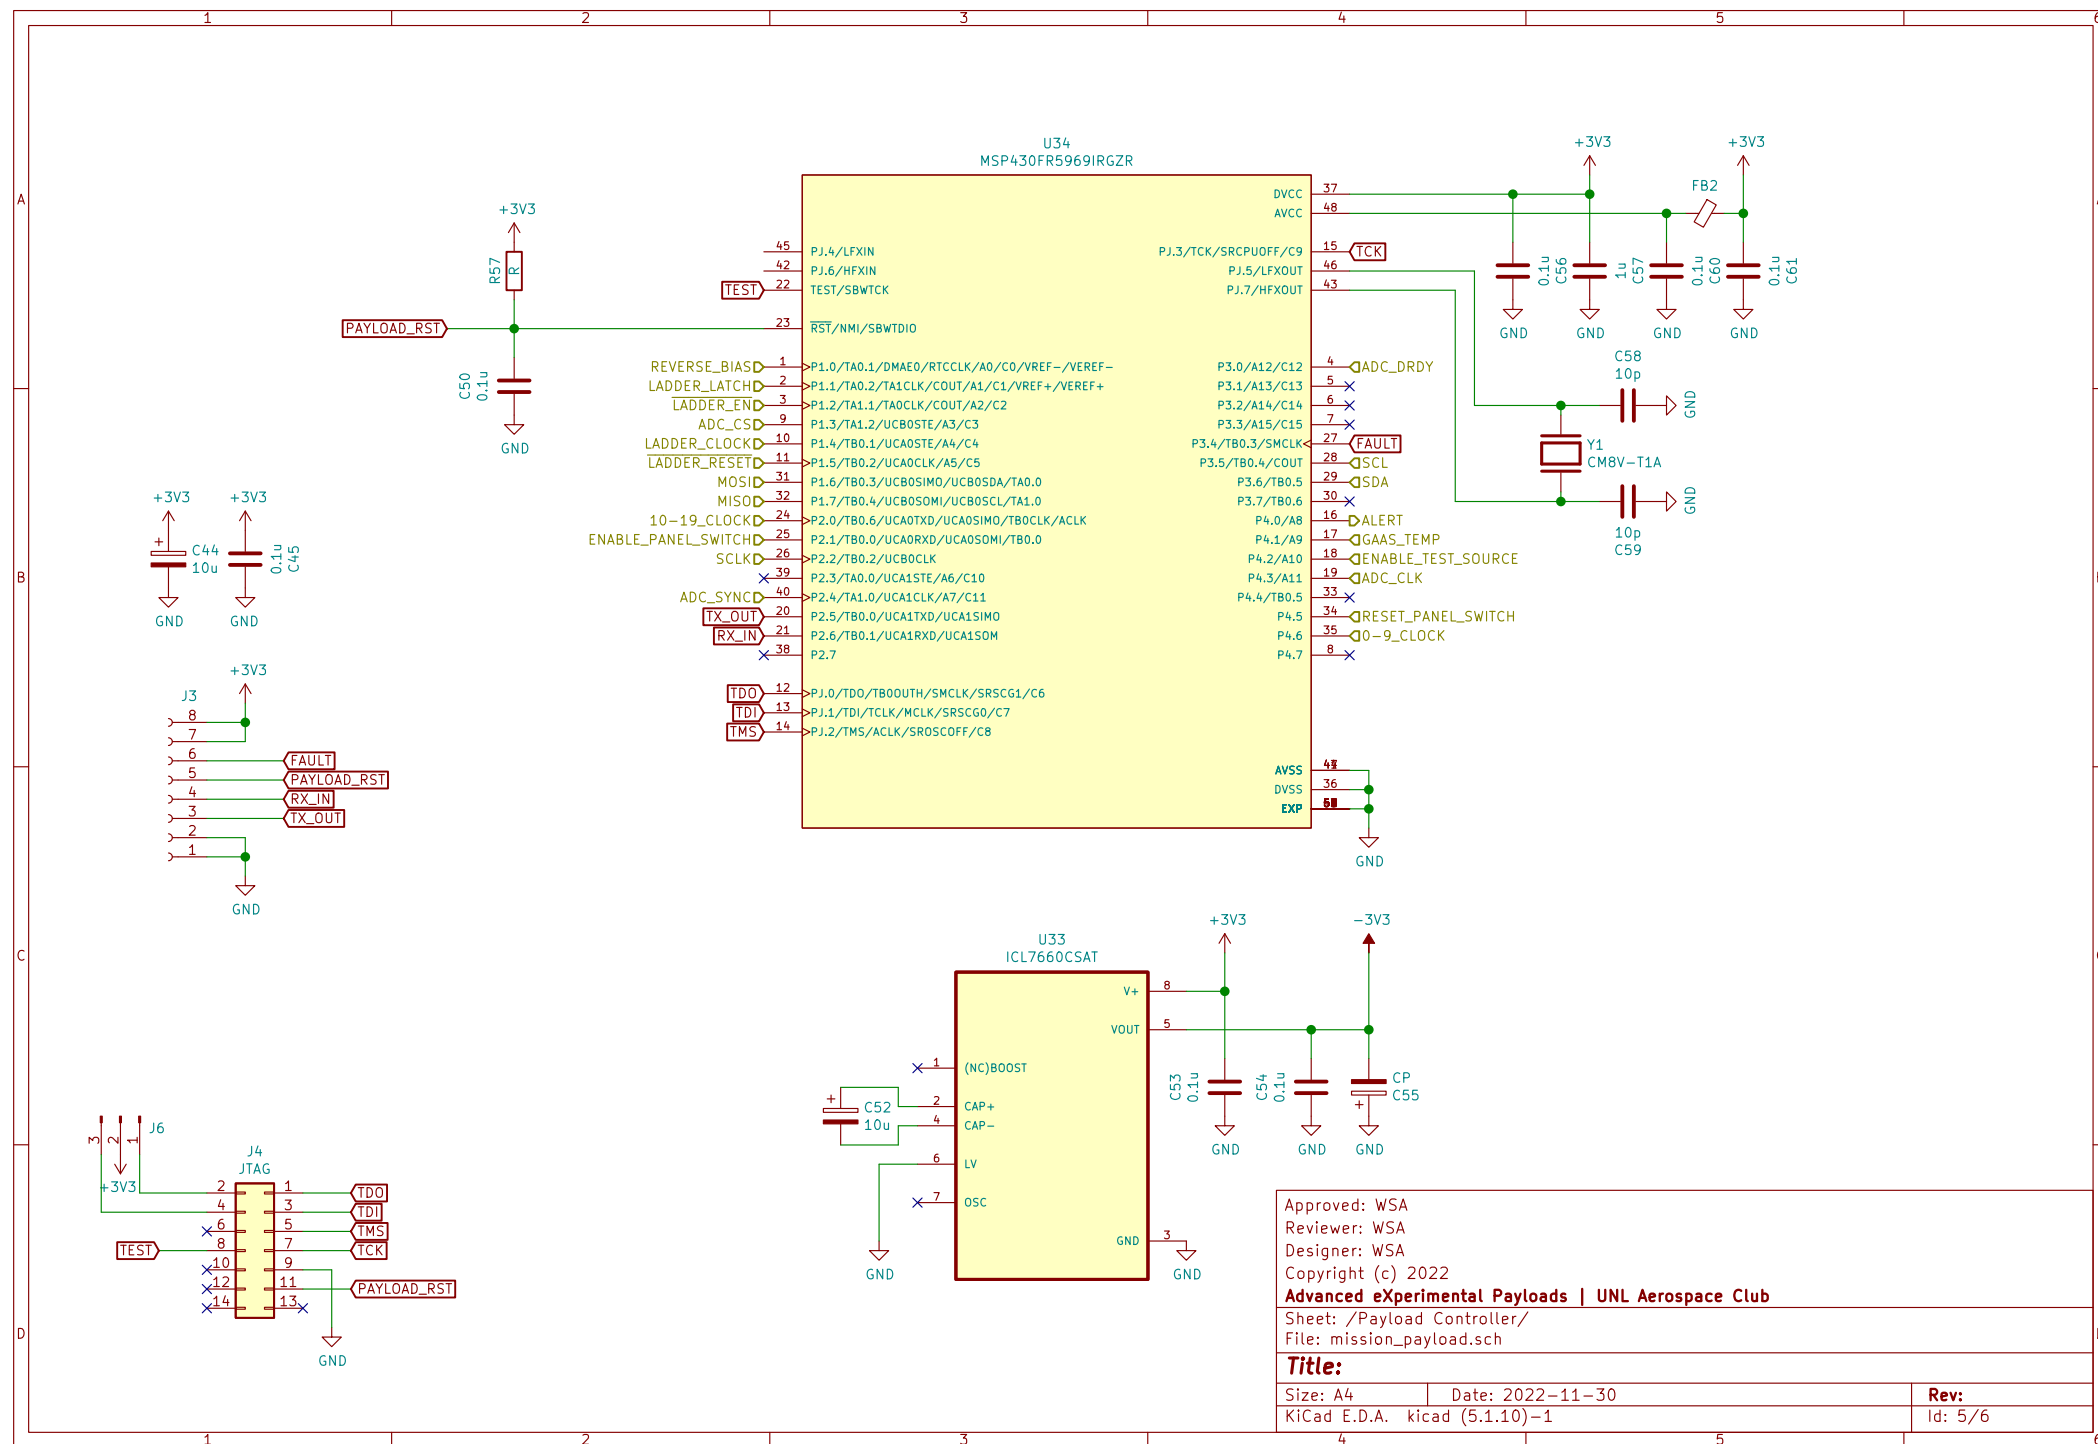 1 2 3 4 5
A
B
C
D
U34
MSP430FR5969IRGZR
DVCC 37
AVCC 48
45 PJ.4/LFXIN
42 PJ.6/HFXIN
TEST 22 TEST/SBWTCK
PJ.3/TCK/SRCPUOFF/C9 15 TCK
PJ.5/LFXOUT 46
PJ.7/HFXOUT 43
+3V3
R57
R
PAYLOAD_RST
23 RST/NMI/SBWTDIO
C50
0.1u
GND
REVERSE_BIAS 1 P1.0/TA0.1/DMAE0/RTCCLK/A0/C0/VREF-/VEREF-
LADDER_LATCH 2 P1.1/TA0.2/TA1CLK/COUT/A1/C1/VREF+/VEREF+
LADDER_EN 3 P1.2/TA1.1/TA0CLK/COUT/A2/C2
ADC_CS 9 P1.3/TA1.2/UCB0STE/A3/C3
LADDER_CLOCK 10 P1.4/TB0.1/UCA0STE/A4/C4
LADDER_RESET 11 P1.5/TB0.2/UCA0CLK/A5/C5
MOSI 31 P1.6/TB0.3/UCB0SIMO/UCB0SDA/TA0.0
MISO 32 P1.7/TB0.4/UCB0SOMI/UCB0SCL/TA1.0
10-19_CLOCK 24 P2.0/TB0.6/UCA0TXD/UCA0SIMO/TB0CLK/ACLK
ENABLE_PANEL_SWITCH 25 P2.1/TB0.0/UCA0RXD/UCA0SOMI/TB0.0
SCLK 26 P2.2/TB0.2/UCB0CLK
39 P2.3/TA0.0/UCA1STE/A6/C10
ADC_SYNC 40 P2.4/TA1.0/UCA1CLK/A7/C11
TX_OUT 20 P2.5/TB0.0/UCA1TXD/UCA1SIMO
RX_IN 21 P2.6/TB0.1/UCA1RXD/UCA1SOM
38 P2.7
TDO 12 PJ.0/TDO/TB0OUTH/SMCLK/SRSCG1/C6
TDI 13 PJ.1/TDI/TCLK/MCLK/SRSCG0/C7
TMS 14 PJ.2/TMS/ACLK/SROSCOFF/C8
P3.0/A12/C12 4 ADC_DRDY
P3.1/A13/C13 5
P3.2/A14/C14 6
P3.3/A15/C15 7
P3.4/TB0.3/SMCLK 27 FAULT
P3.5/TB0.4/COUT 28 SCL
P3.6/TB0.5 29 SDA
P3.7/TB0.6 30
P4.0/A8 16 ALERT
P4.1/A9 17 GAAS_TEMP
P4.2/A10 18 ENABLE_TEST_SOURCE
P4.3/A11 19 ADC_CLK
P4.4/TB0.5 33
P4.5 34 RESET_PANEL_SWITCH
P4.6 35 0-9_CLOCK
P4.7 8
AVSS
DVSS 36
EXP
GND
+3V3 +3V3
FB2
0.1u C56
1u C57
0.1u C60
0.1u C61
GND GND GND GND
C58
10p
GND
Y1
CM8V-T1A
GND
10p
C59
+3V3 +3V3
C44
10u
0.1u
C45
GND GND
+3V3
J3
8
7
6 FAULT
5 PAYLOAD_RST
4 RX_IN
3 TX_OUT
2
1
GND
U33
ICL7660CSAT
+3V3 -3V3
V+ 8
VOUT 5
1 (NC)BOOST
2 CAP+
4 CAP-
6 LV
7 OSC
GND 3
C52
10u
GND
GND
C53
0.1u
C54
0.1u
CP
C55
GND GND GND
J6
3 2 1
+3V3
J4
JTAG
2 1 TDO
4 3 TDI
6 5 TMS
TEST 8 7 TCK
10 9
12 11 PAYLOAD_RST
14 13
GND
Approved: WSA
Reviewer: WSA
Designer: WSA
Copyright (c) 2022
Advanced eXperimental Payloads | UNL Aerospace Club
Sheet: /Payload Controller/
File: mission_payload.sch
Title:
Size: A4 Date: 2022-11-30 Rev:
KiCad E.D.A. kicad (5.1.10)-1 Id: 5/6
1 2 3 4 5